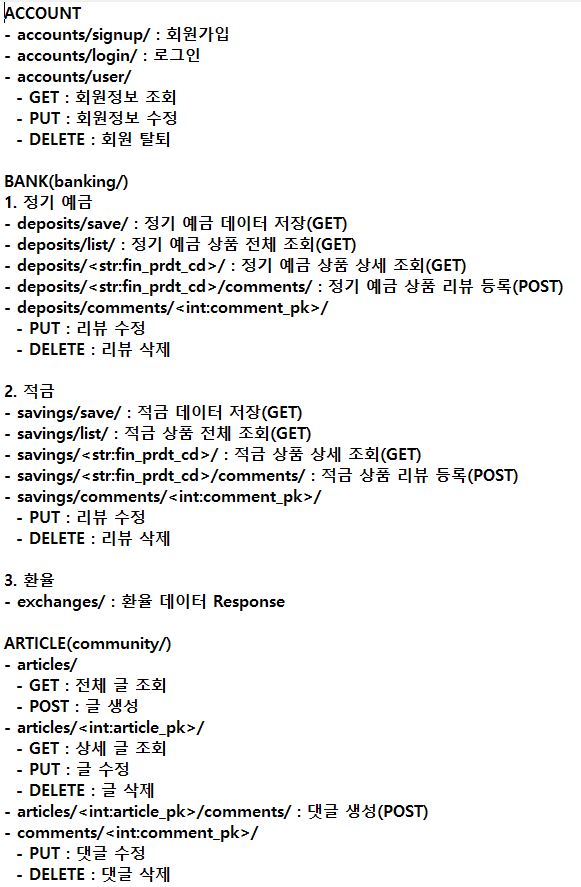 ACCOUNT
- accounts/signup/ : 회원가입
- accounts/login/ : 로그인
- accounts/user/
- GET : 회원정보 조회
- PUT : 회원정보 수정
- DELETE : 회원 탈퇴
BANK(banking/)
1. 정기 예금
- deposits/save/ : 정기 예금 데이터 저장(GET)
- deposits/list/ : 정기 예금 상품 전체 조회(GET)
- deposits/<str:fin_prdt_cd>/ : 정기 예금 상품 상세 조회(GET)
- deposits/<str:fin_prdt_cd>/comments/ : 정기 예금 상품 리뷰 등록(POST)
- deposits/comments/<int:comment_pk>/
- PUT : 리뷰 수정
- DELETE : 리뷰 삭제
2. 적금
- savings/save/ : 적금 데이터 저장(GET)
- savings/list/ : 적금 상품 전체 조회(GET)
- savings/<str:fin_prdt_cd>/ : 적금 상품 상세 조회(GET)
- savings/<str:fin_prdt_cd>/comments/ : 적금 상품 리뷰 등록(POST)
- savings/comments/<int:comment_pk>/
- PUT : 리뷰 수정
- DELETE : 리뷰 삭제
3. 환율
- exchanges/ : 환율 데이터 Response
ARTICLE(community/)
- articles/
- GET : 전체 글 조회
- POST : 글 생성
- articles/<int:article_pk>/
- GET : 상세 글 조회
- PUT : 글 수정
- DELETE : 글 삭제
- articles/<int:article_pk>/comments/ : 댓글 생성(POST)
- comments/<int:comment_pk>/
- PUT : 댓글 수정
- DELETE : 댓글 삭제